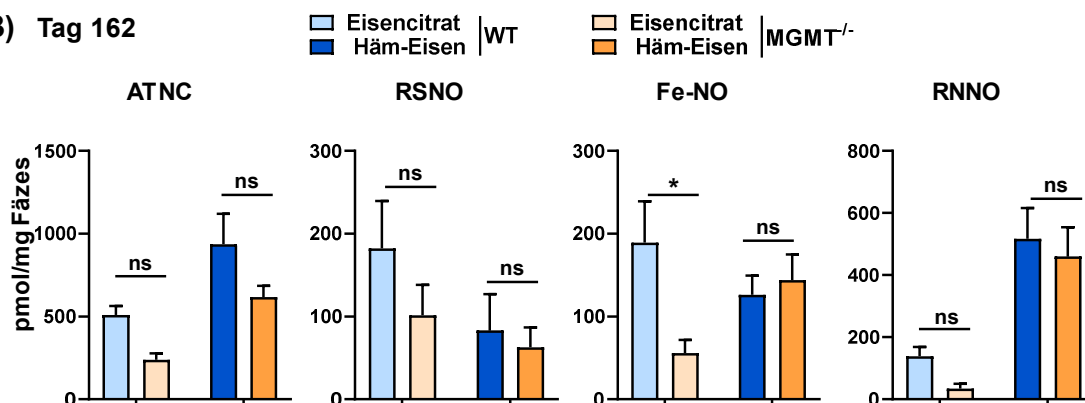 B) Tag 162
Eisencitrat
Häm-Eisen
WT
Eisencitrat
Häm-Eisen
MGMT-/-
ATNC
RSNO
Fe-NO
RNNO
pmol/mg Fäzes
1500
1000
500
0
ns
ns
300
200
100
0
ns
ns
300
200
100
0
*
ns
800
600
400
200
0
ns
ns